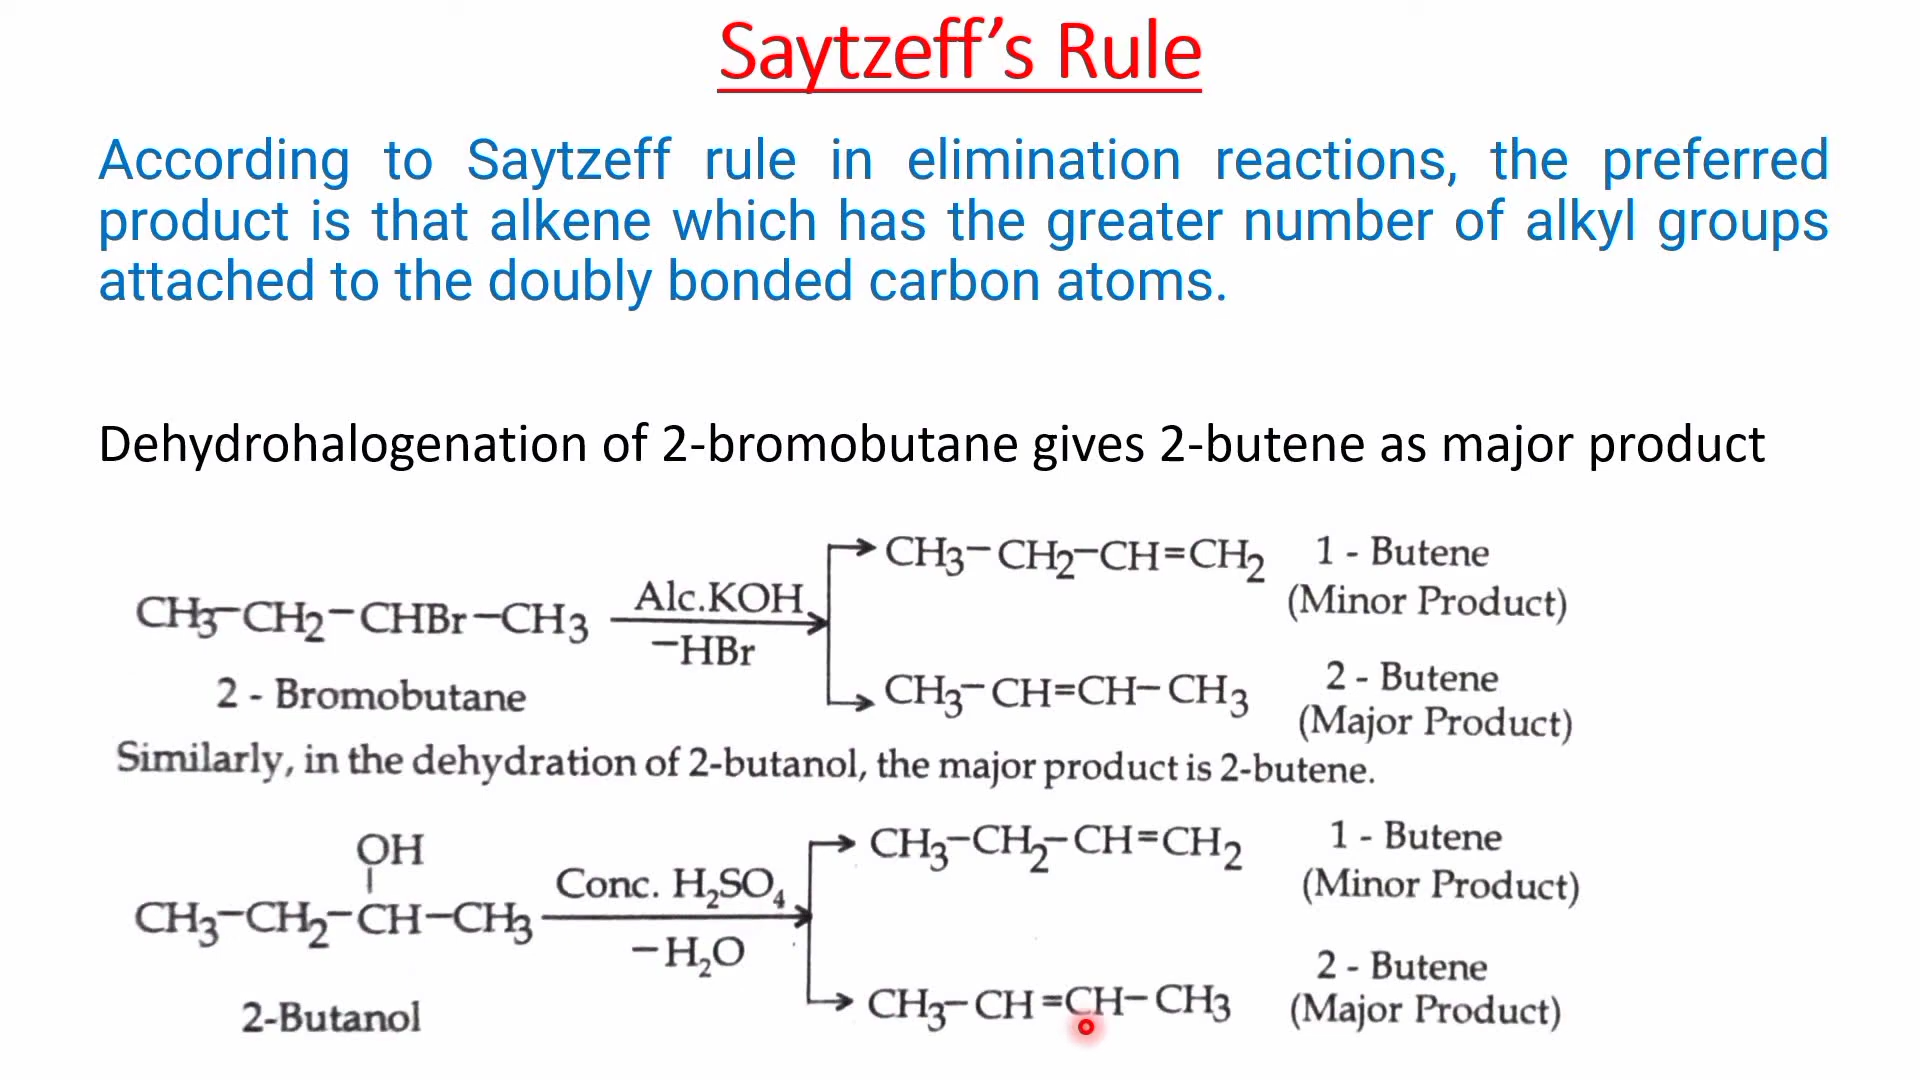 Saytzeff’s Rule
According to Saytzeff rule in elimination reactions, the preferred
product is that alkene which has the greater number of alkyl groups
attached to the doubly bonded carbon atoms.
Dehydrohalogenation of 2-bromobutane gives 2-butene as major product
CH3−CH2−CH=CH2 1 - Butene
(Minor Product)
CH3−CH2−CHBr−CH3 Alc.KOH
−HBr
2 - Bromobutane
CH3−CH=CH−CH3 2 - Butene
(Major Product)
Similarly, in the dehydration of 2-butanol, the major product is 2-butene.
OH
CH3−CH2−CH−CH3 Conc. H2SO4
−H2O
2-Butanol
CH3−CH2−CH=CH2 1 - Butene
(Minor Product)
CH3−CH=CH−CH3 2 - Butene
(Major Product)